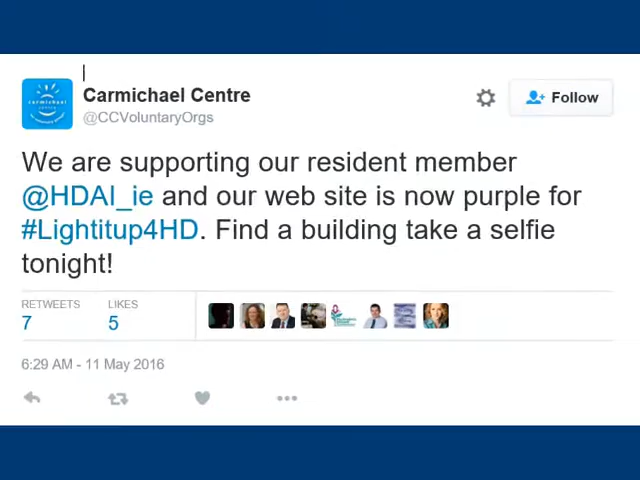 Carmichael Centre
@CCVoluntaryOrgs
Follow
We are supporting our resident member
@HDAI_ie and our web site is now purple for
#Lightitup4HD. Find a building take a selfie
tonight!
RETWEETS LIKES
7 5
6:29 AM - 11 May 2016